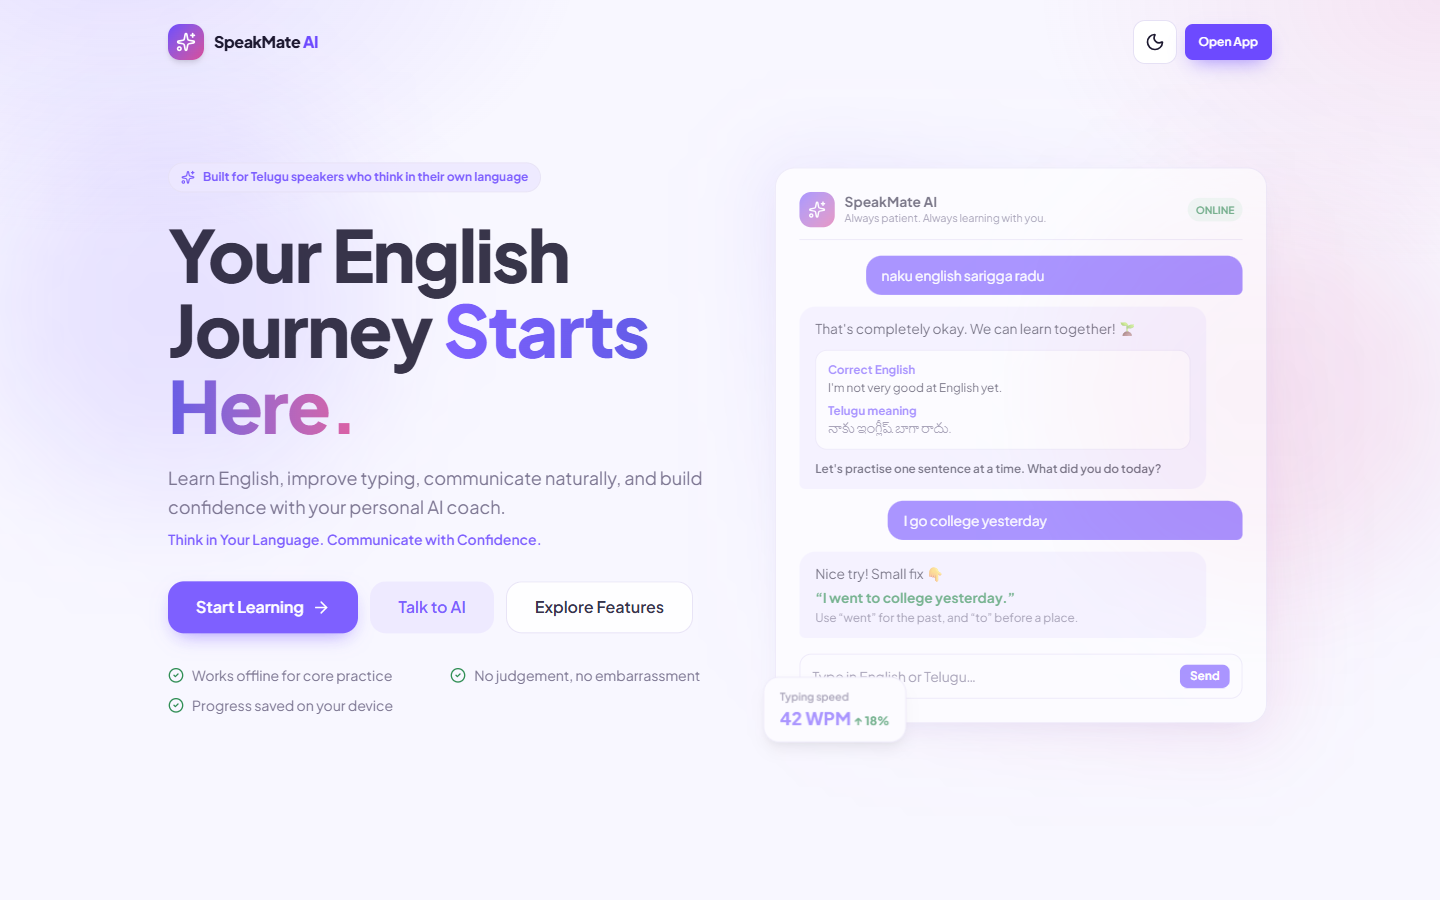 SpeakMate AI
Open App
Built for Telugu speakers who think in their own language
Your English
Journey Starts
Here.
Learn English, improve typing, communicate naturally, and build
confidence with your personal AI coach.
Think in Your Language. Communicate with Confidence.
Start Learning →
Talk to AI
Explore Features
Works offline for core practice
No judgement, no embarrassment
Progress saved on your device
SpeakMate AI
Always patient. Always learning with you.
ONLINE
naku english sarigga radu
That's completely okay. We can learn together! 🌱
Correct English
I'm not very good at English yet.
Telugu meaning
నాకు ఇంగ్లీష్ బాగా రాదు.
Let's practise one sentence at a time. What did you do today?
I go college yesterday
Nice try! Small fix 👇
“I went to college yesterday.”
Use “went” for the past, and “to” before a place.
Type in English or Telugu...
Send
Typing speed
42 WPM ↑ 18%